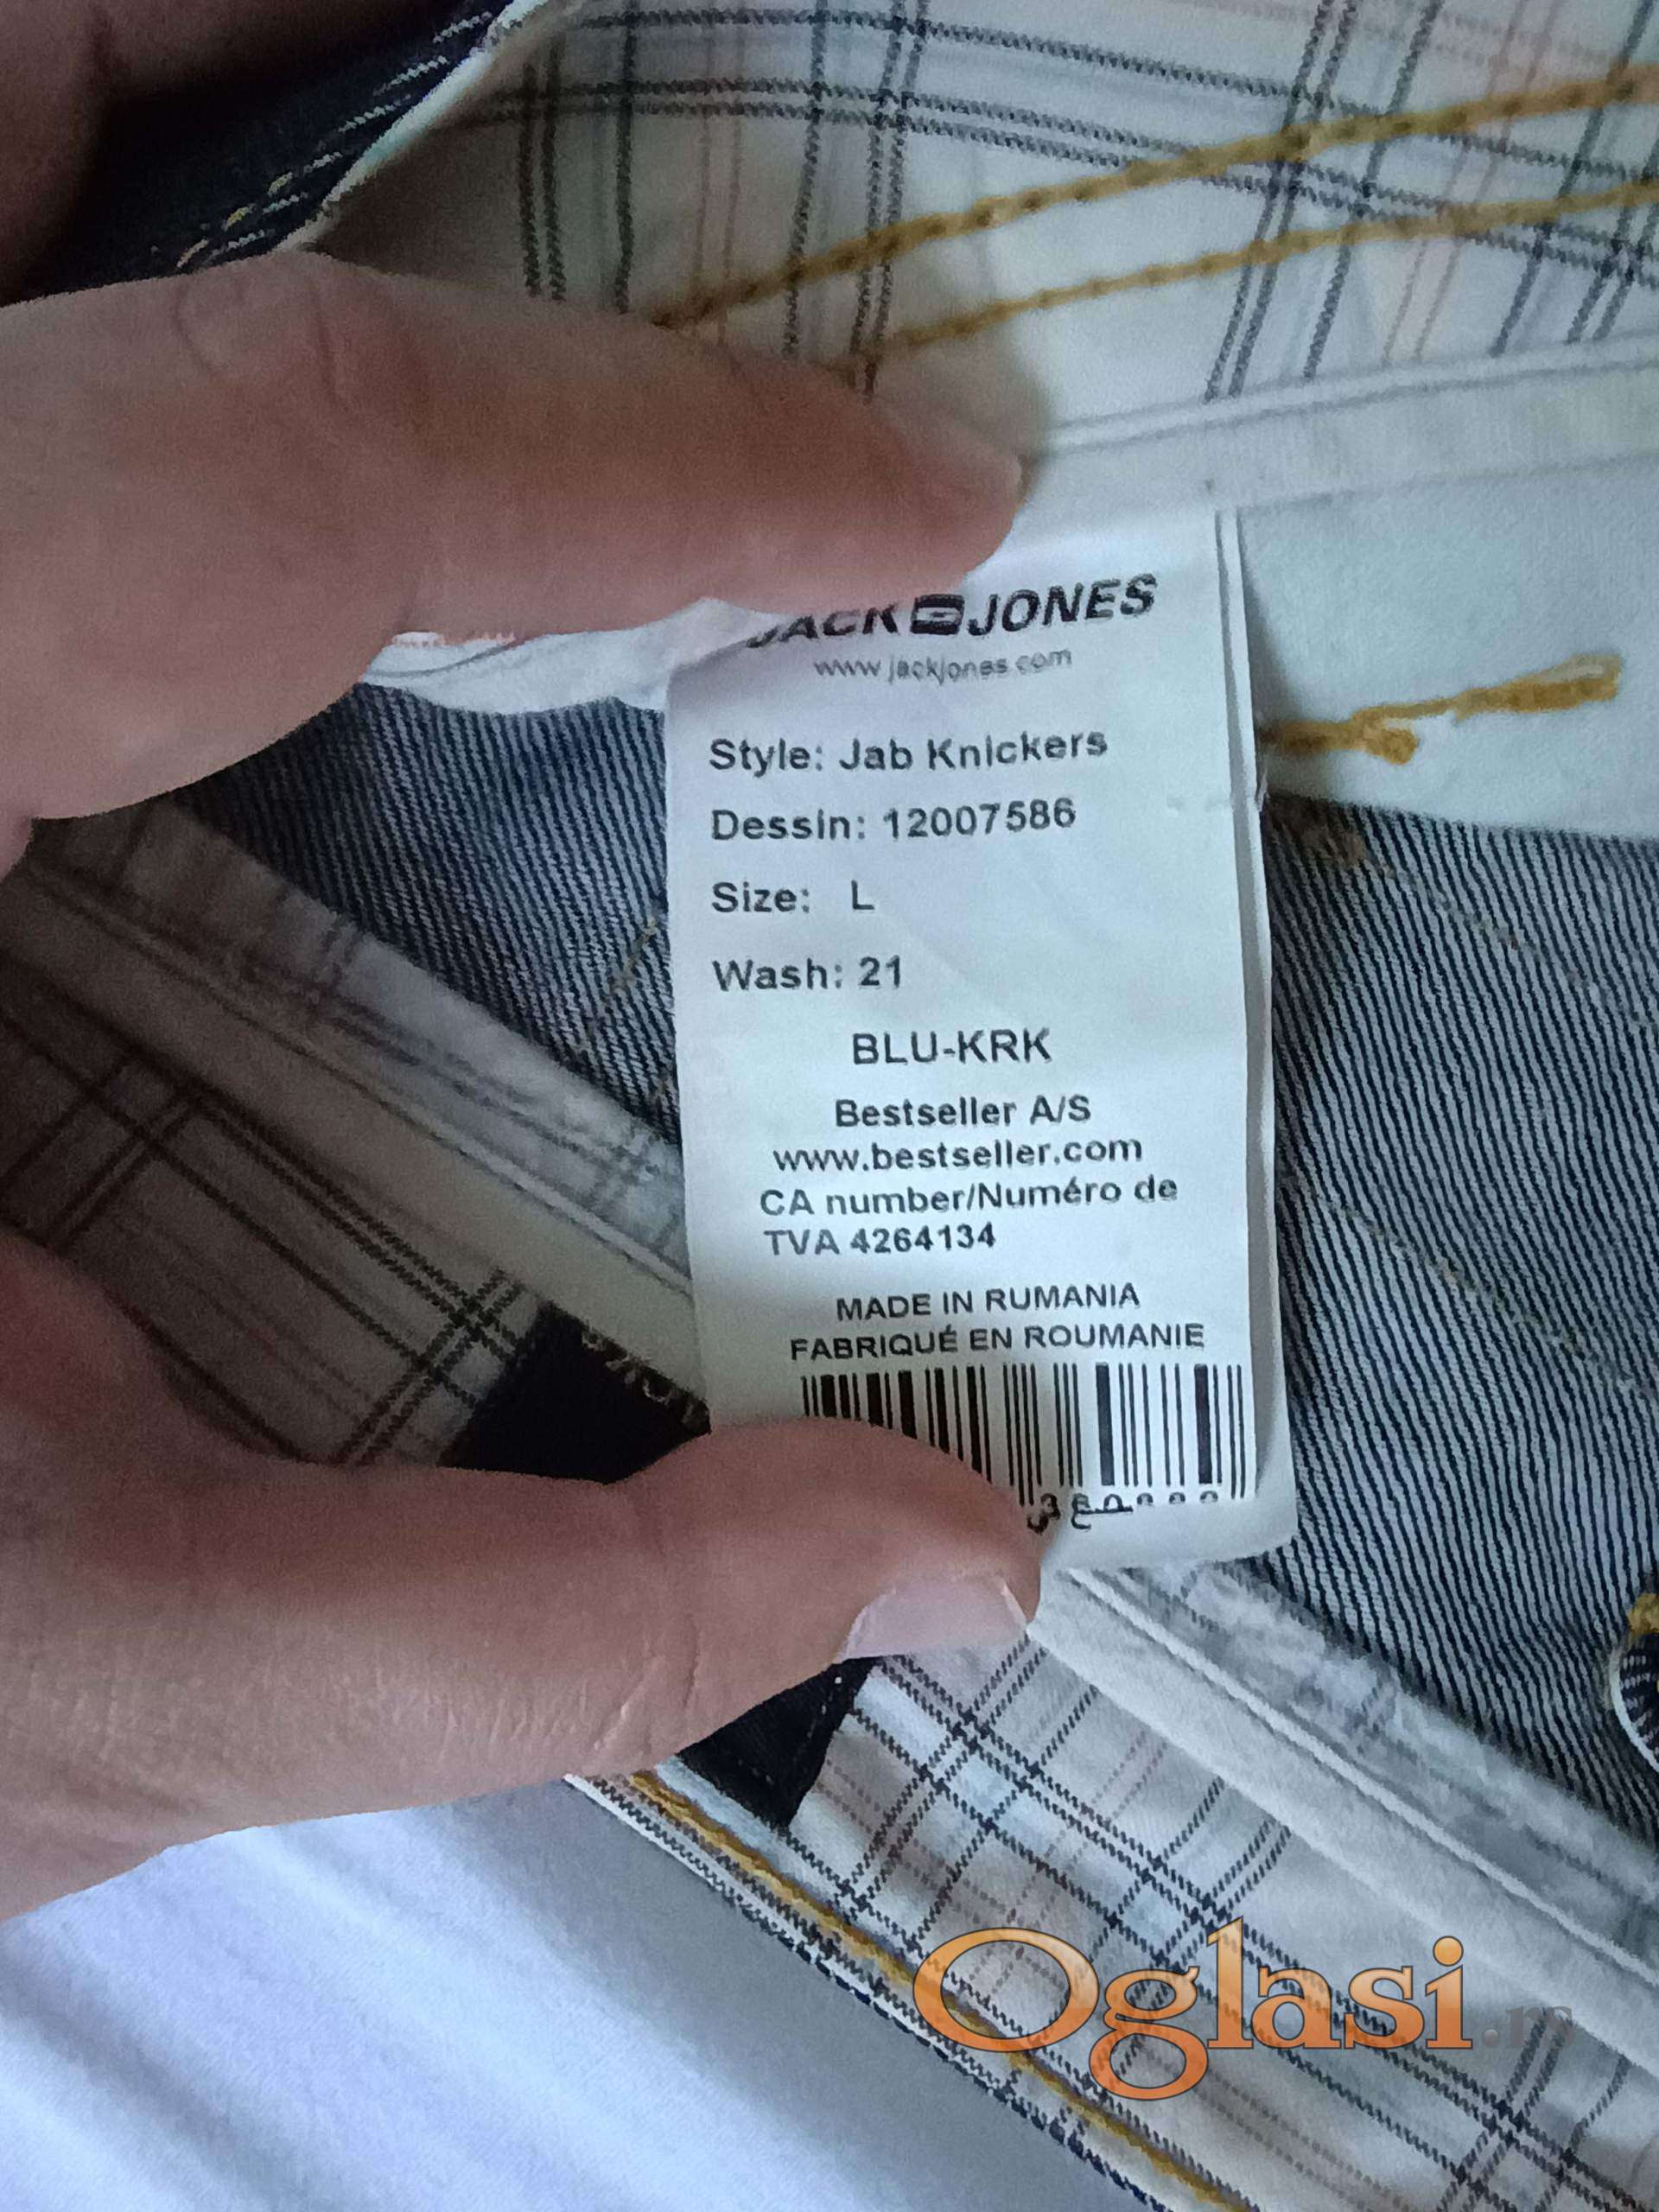 JACK JONES
www.jackjones.com
Style: Jab Knickers
Dessin: 12007586
Size: L
Wash: 21
BLU-KRK
Bestseller A/S
www.bestseller.com
CA number/Numéro de
TVA 4264134
MADE IN RUMANIA
FABRIQUÉ EN ROUMANIE
Oglasi